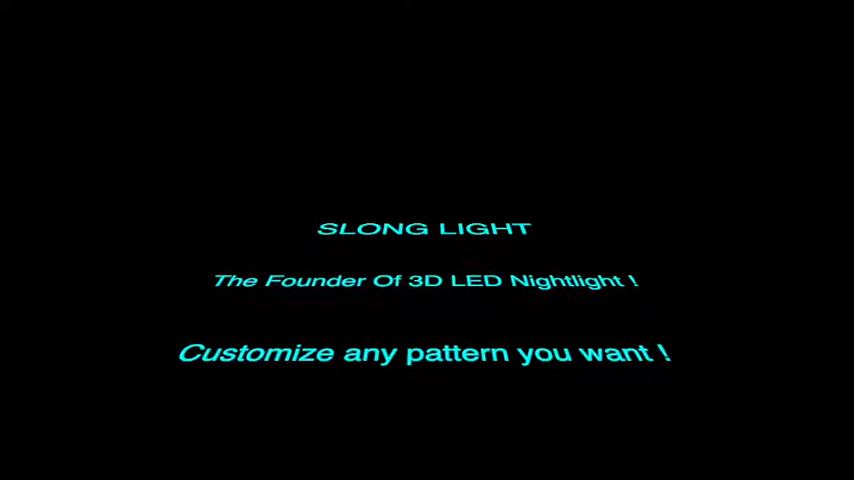 SLONG LIGHT
The Founder Of 3D LED Nightlight !
Customize any pattern you want !